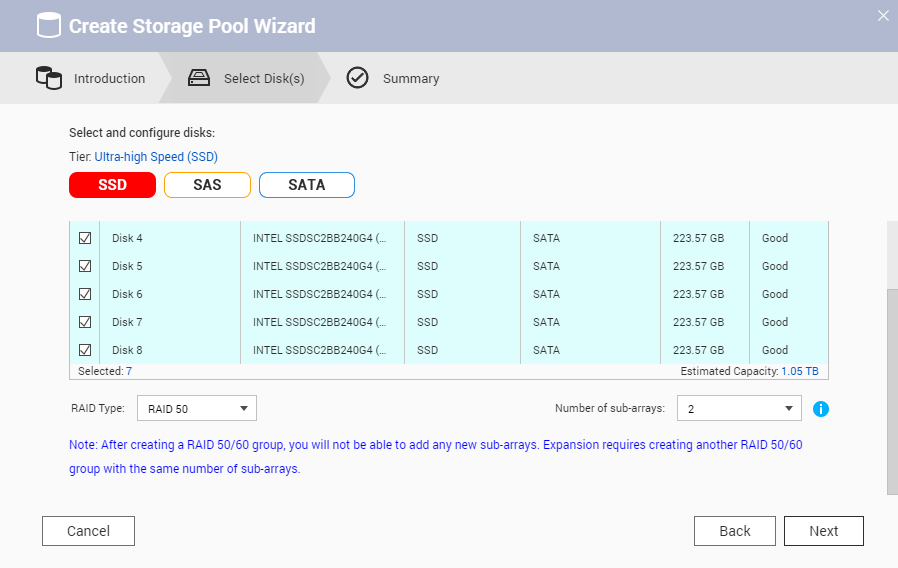 Create Storage Pool Wizard
Introduction
Select Disk(s)
Summary
Select and configure disks:
Tier: Ultra-high Speed (SSD)
SSD SAS SATA
Disk 4 INTEL SSDSC2BB240G4 (... SSD SATA 223.57 GB Good
Disk 5 INTEL SSDSC2BB240G4 (... SSD SATA 223.57 GB Good
Disk 6 INTEL SSDSC2BB240G4 (... SSD SATA 223.57 GB Good
Disk 7 INTEL SSDSC2BB240G4 (... SSD SATA 223.57 GB Good
Disk 8 INTEL SSDSC2BB240G4 (... SSD SATA 223.57 GB Good
Selected: 7 Estimated Capacity: 1.05 TB
RAID Type: RAID 50 Number of sub-arrays: 2
Note: After creating a RAID 50/60 group, you will not be able to add any new sub-arrays. Expansion requires creating another RAID 50/60
group with the same number of sub-arrays.
Cancel Back Next